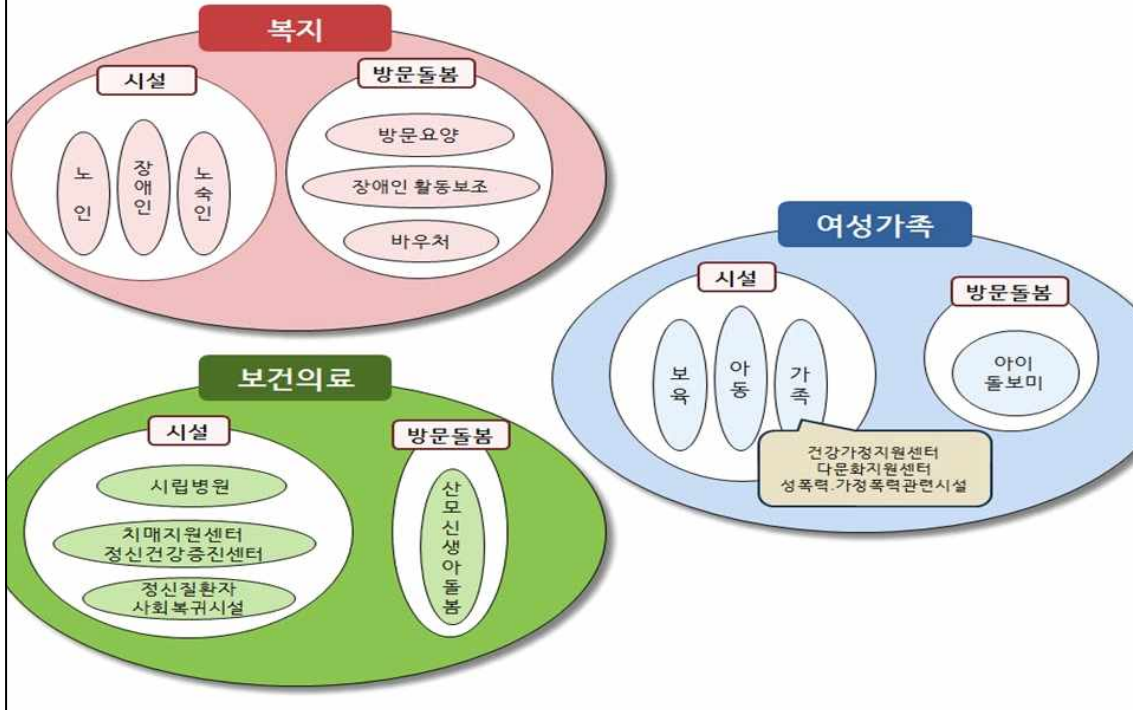 복지
시설
노인
장애인
노숙인
방문돌봄
방문요양
장애인 활동보조
바우처
여성가족
시설
보육
아동
가족
건강가정지원센터
다문화지원센터
성폭력.가정폭력관련시설
방문돌봄
아이
돌보미
보건의료
시설
시립병원
치매지원센터
정신건강증진센터
정신질환자
사회복귀시설
방문돌봄
산모신생아돌봄